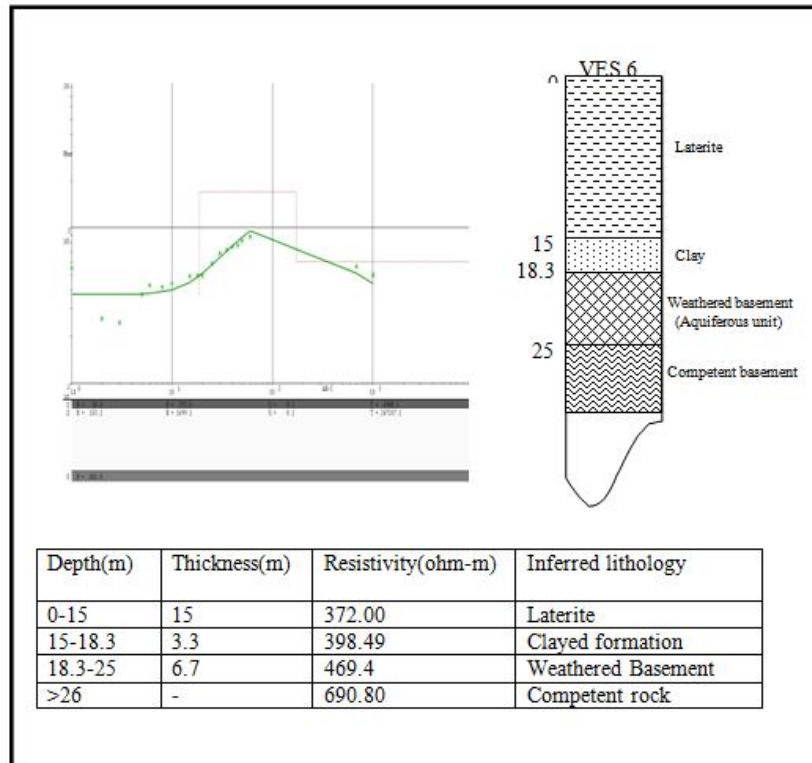 VES 6
0
Laterite
15
Clay
18.3
Weathered basement
(Aquiferous unit)
25
Competent basement
Depth(m) Thickness(m) Resistivity(ohm-m) Inferred lithology
0-15 15 372.00 Laterite
15-18.3 3.3 398.49 Clayed formation
18.3-25 6.7 469.4 Weathered Basement
>26 - 690.80 Competent rock